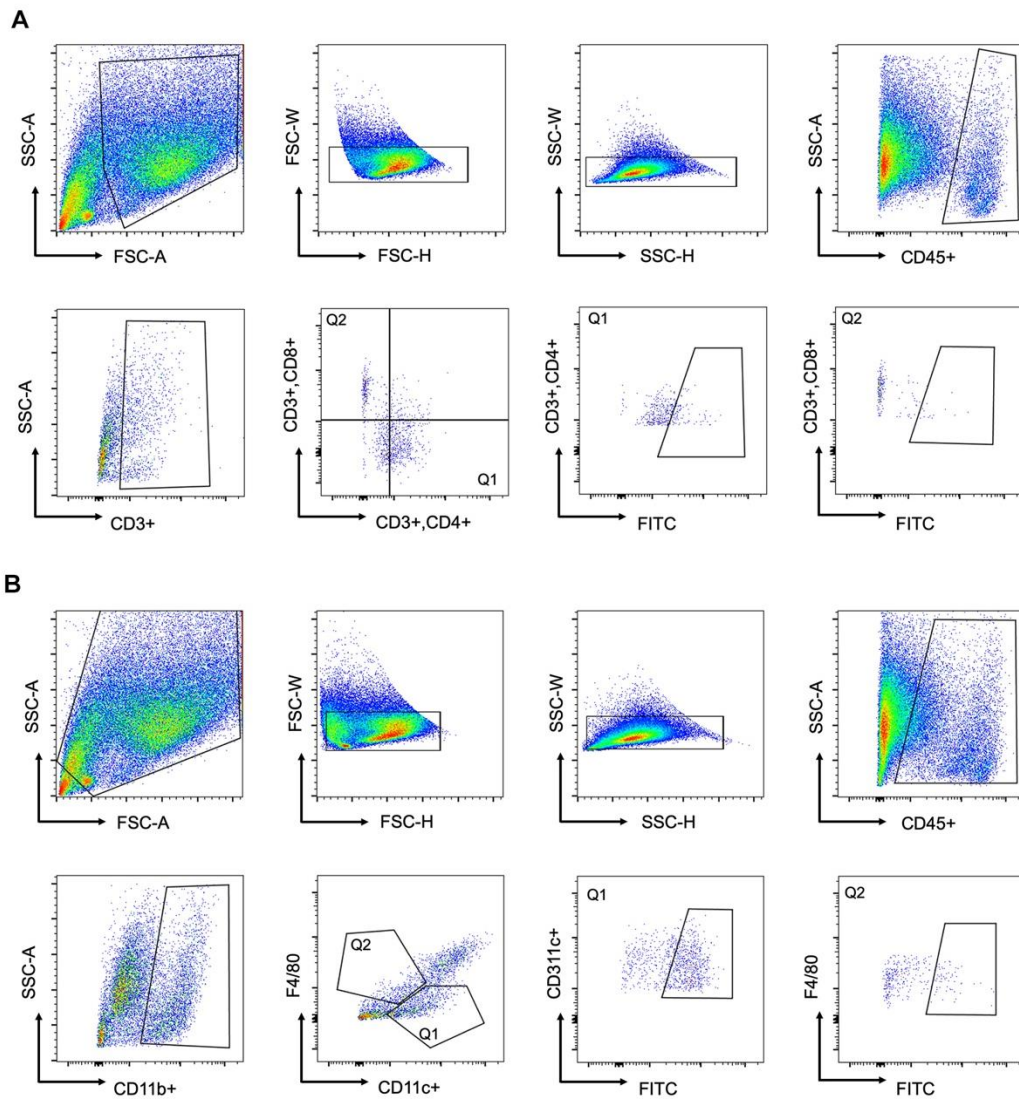 A
SSC-A
FSC-A
FSC-W
FSC-H
SSC-W
SSC-H
SSC-A
CD45+
SSC-A
CD3+
Q2
CD3+,CD8+
Q1
CD3+,CD4+
Q1
CD3+,CD4+
FITC
Q2
CD3+,CD8+
FITC
B
SSC-A
FSC-A
FSC-W
FSC-H
SSC-W
SSC-H
SSC-A
CD45+
SSC-A
CD11b+
Q2
F4/80
Q1
CD11c+
Q1
CD311c+
FITC
Q2
F4/80
FITC